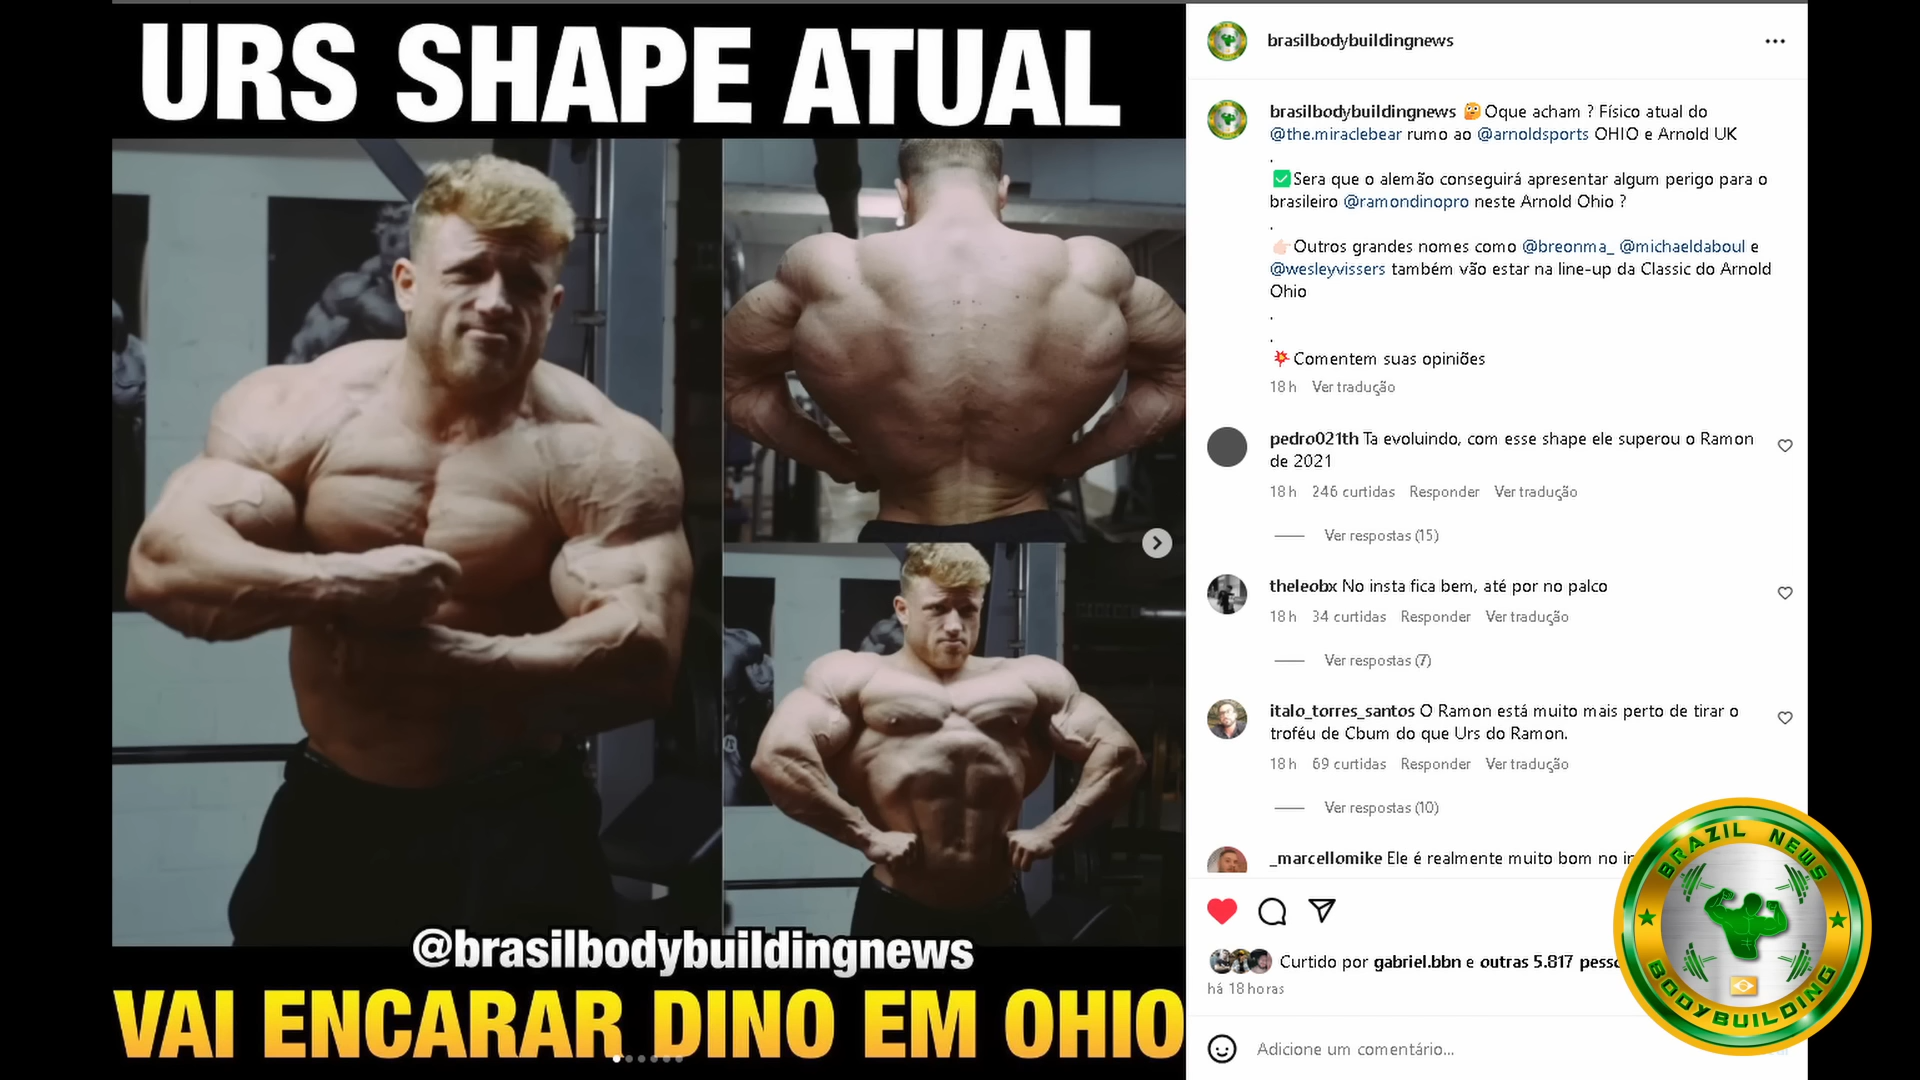 URS SHAPE ATUAL
@brasilbodybuildingnews
VAI ENCARAR DINO EM OHIO
brasilbodybuildingnews
brasilbodybuildingnews 🤔Oque acham ? Físico atual do
@the.miraclebear rumo ao @arnoldsports OHIO e Arnold UK
.
✅Sera que o alemão conseguirá apresentar algum perigo para o
brasileiro @ramondinopro neste Arnold Ohio ?
.
👉🏻Outros grandes nomes como @breonma_ @michaeldaboul e
@wesleyvissers também vão estar na line-up da Classic do Arnold
Ohio
.
.
💥Comentem suas opiniões
18 h Ver tradução
pedro021th Ta evoluindo, com esse shape ele superou o Ramon
de 2021
18 h 246 curtidas Responder Ver tradução
Ver respostas (15)
theleobx No insta fica bem, até por no palco
18 h 34 curtidas Responder Ver tradução
Ver respostas (7)
italo_torres_santos O Ramon está muito mais perto de tirar o
troféu de Cbum do que Urs do Ramon.
18 h 69 curtidas Responder Ver tradução
Ver respostas (10)
_marcellomike Ele é realmente muito bom no
Curtido por gabriel.bbn e outras 5.817
há 18 horas
Adicione um comentário...
BRAZIL NEWS
BODYBUILDING